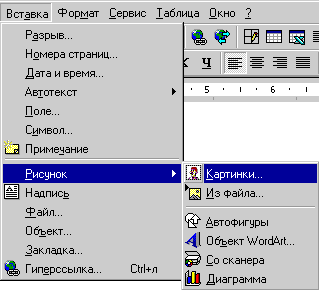 Вставка Формат Сервис Таблица Окно ?
Разрыв...
Номера страниц...
Дата и время...
Автотекст
Поле...
Символ...
Примечание
Рисунок
Надпись
Файл...
Объект...
Закладка...
Гиперссылка... Ctrl+л
Картинки...
Из файла...
Автофигуры
Объект WordArt...
Со сканера
Диаграмма
К Ч
5 6